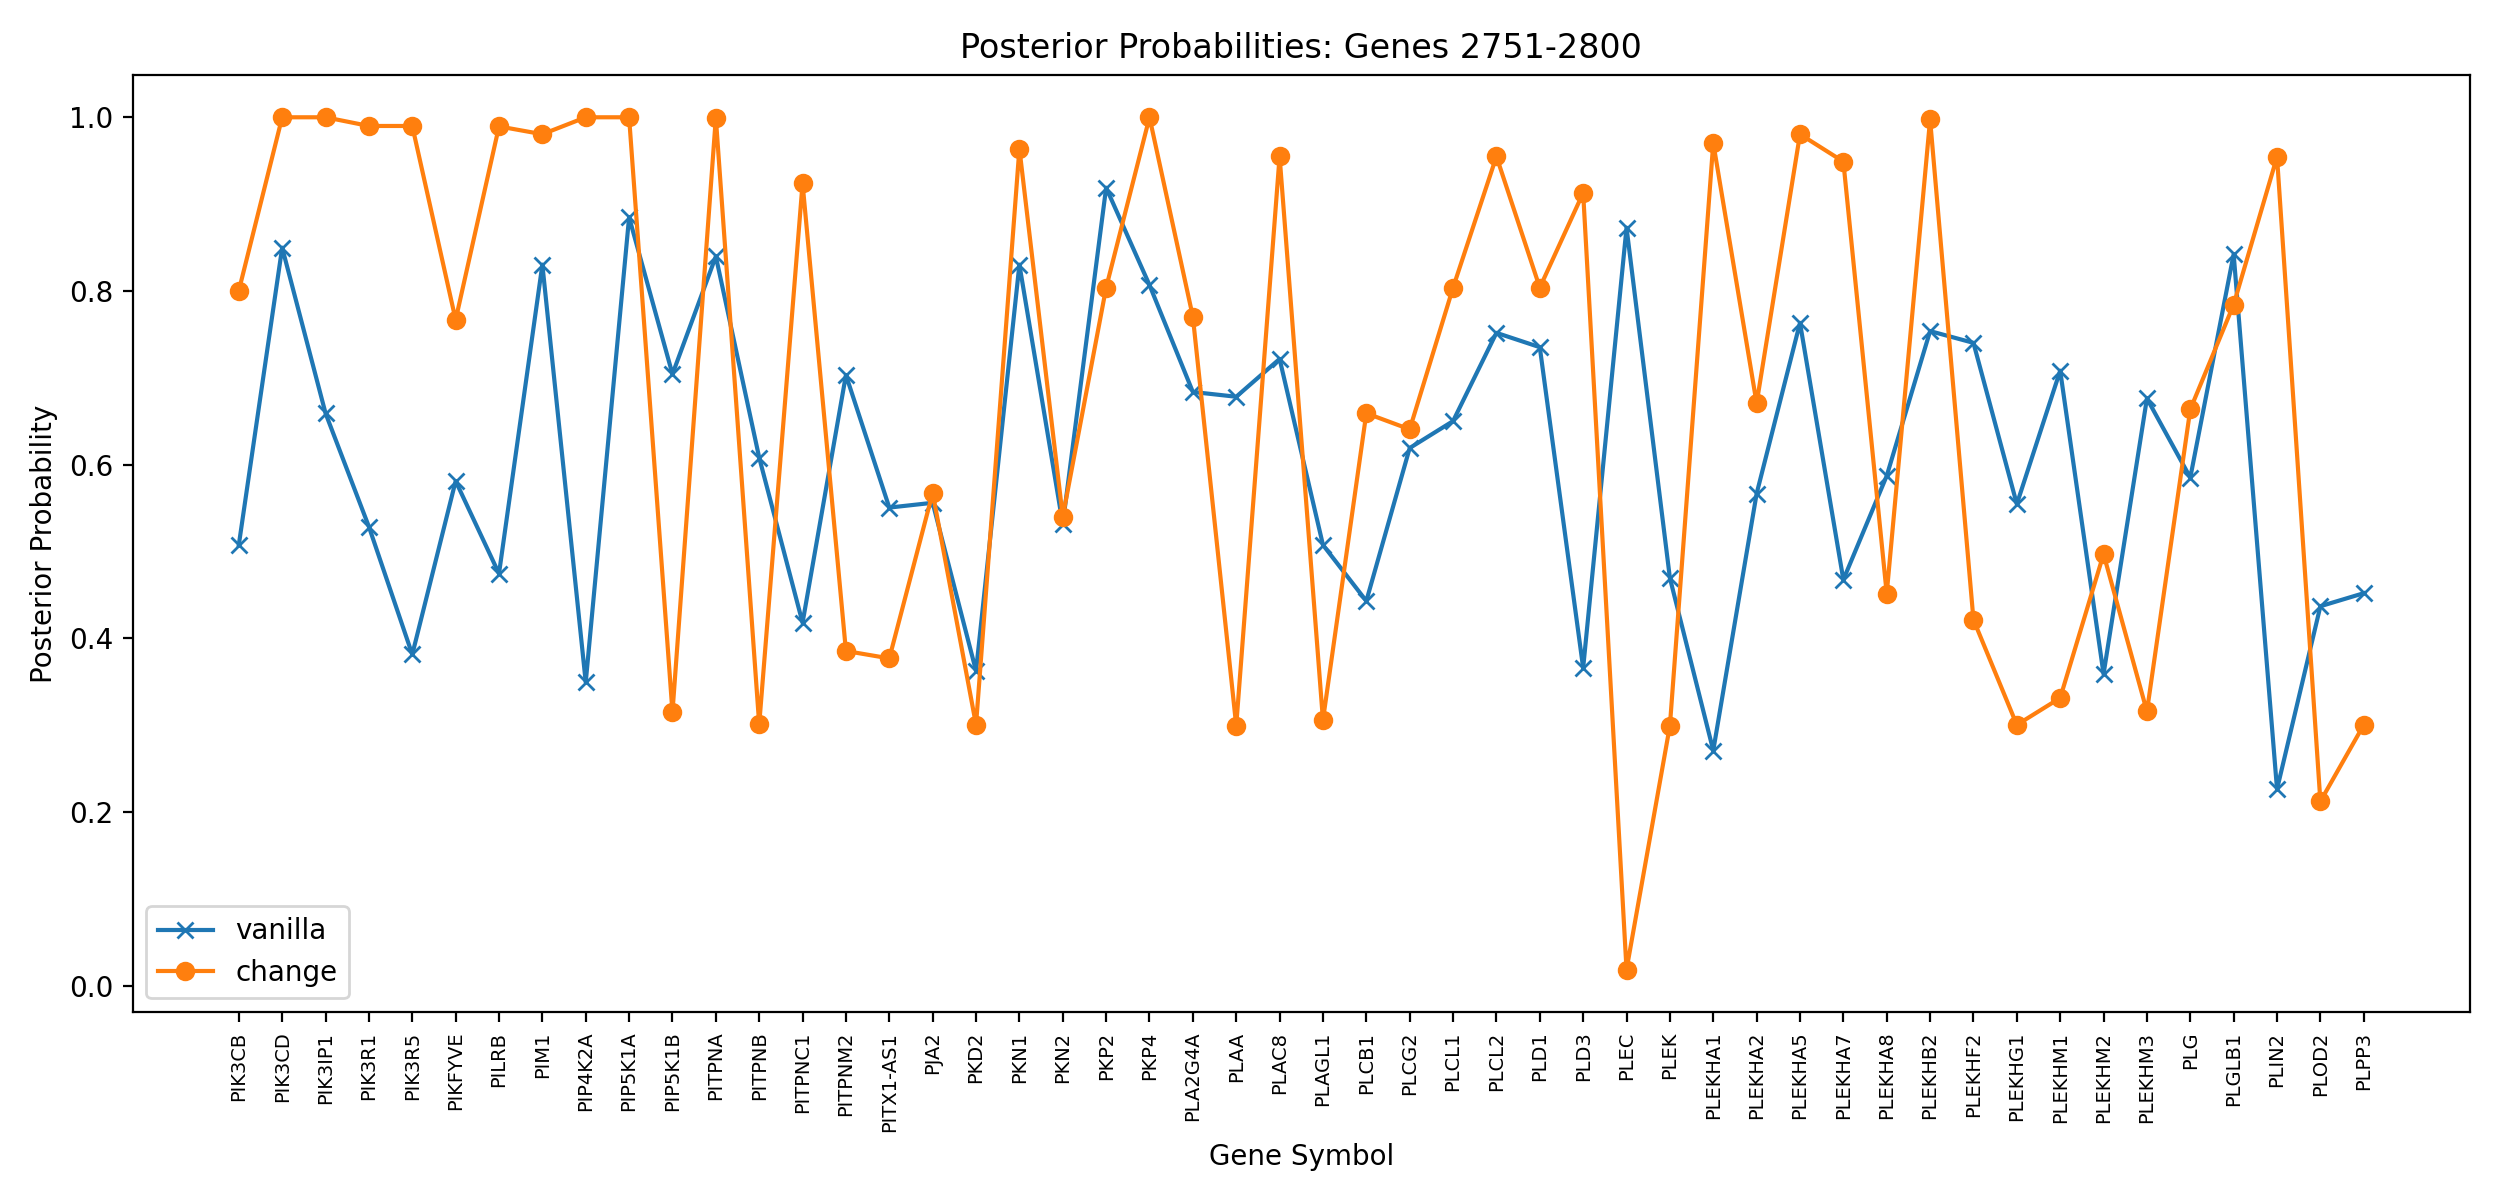 Posterior Probabilities: Genes 2751-2800
Posterior Probability
1.0
0.8
0.6
0.4
0.2
0.0
vanilla
change
PIK3CB
PIK3CD
PIK3IP1
PIK3R1
PIK3R5
PIKFYVE
PILRB
PIM1
PIP4K2A
PIP5K1A
PIP5K1B
PITPNA
PITPNB
PITPNC1
PITPNM2
PITX1-AS1
PJA2
PKD2
PKN1
PKN2
PKP2
PKP4
PLA2G4A
PLAA
PLAC8
PLAGL1
PLCB1
PLCG2
PLCL1
PLCL2
PLD1
PLD3
PLEC
PLEK
PLEKHA1
PLEKHA2
PLEKHA5
PLEKHA7
PLEKHA8
PLEKHB2
PLEKHF2
PLEKHG1
PLEKHM1
PLEKHM2
PLEKHM3
PLG
PLGLB1
PLIN2
PLOD2
PLPP3
Gene Symbol